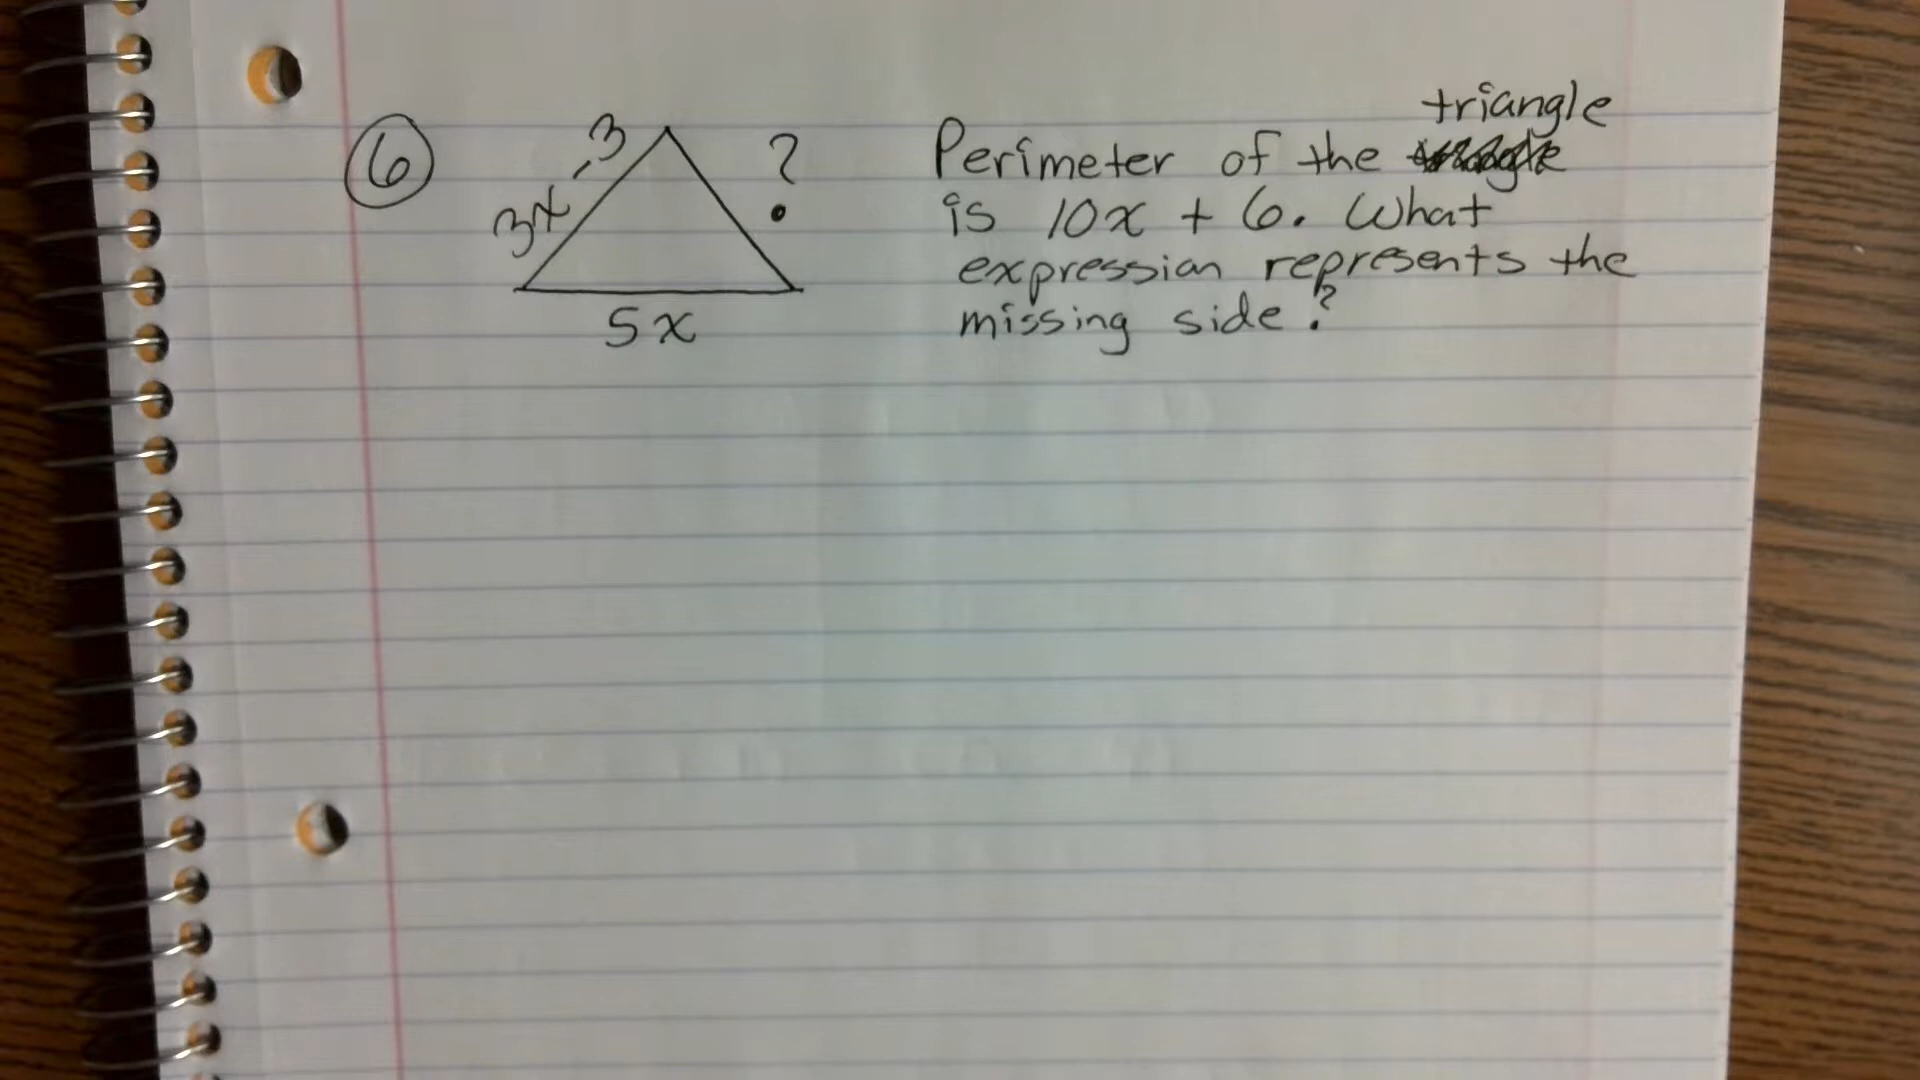 6
3x - 3
?
5x
triangle
Perimeter of the
is 10x + 6. What
expression represents the
missing side?